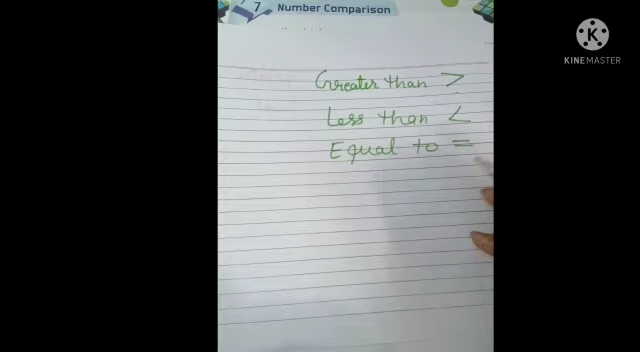 7 Number Comparison
KINEMASTER
Greater than >
Less than <
Equal to =